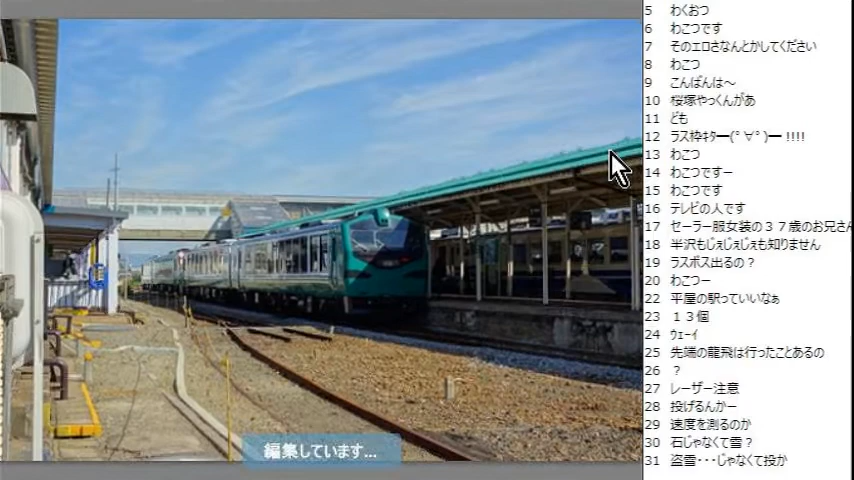 編集しています...
5 わくおつ
6 わこつです
7 そのエロさなんとかしてください
8 わこつ
9 こんばんは～
10 桜塚やっくんがあ
11 ども
12 ラス枠ｷﾀ━(ﾟ∀ﾟ)━ !!!!
13 わこつ
14 わこつですー
15 わこつです
16 テレビの人です
17 セーラー服女装の３７歳のお兄さん
18 半沢もじぇじぇじぇも知りません
19 ラスボス出るの？
20 わこつー
22 平屋の駅っていいなぁ
23 １３個
24 ｳｪｰｲ
25 先端の龍飛は行ったことあるの
26 ？
27 レーザー注意
28 投げるんかー
29 速度を測るのか
30 石じゃなくて雪？
31 盗雪・・・じゃなくて投か